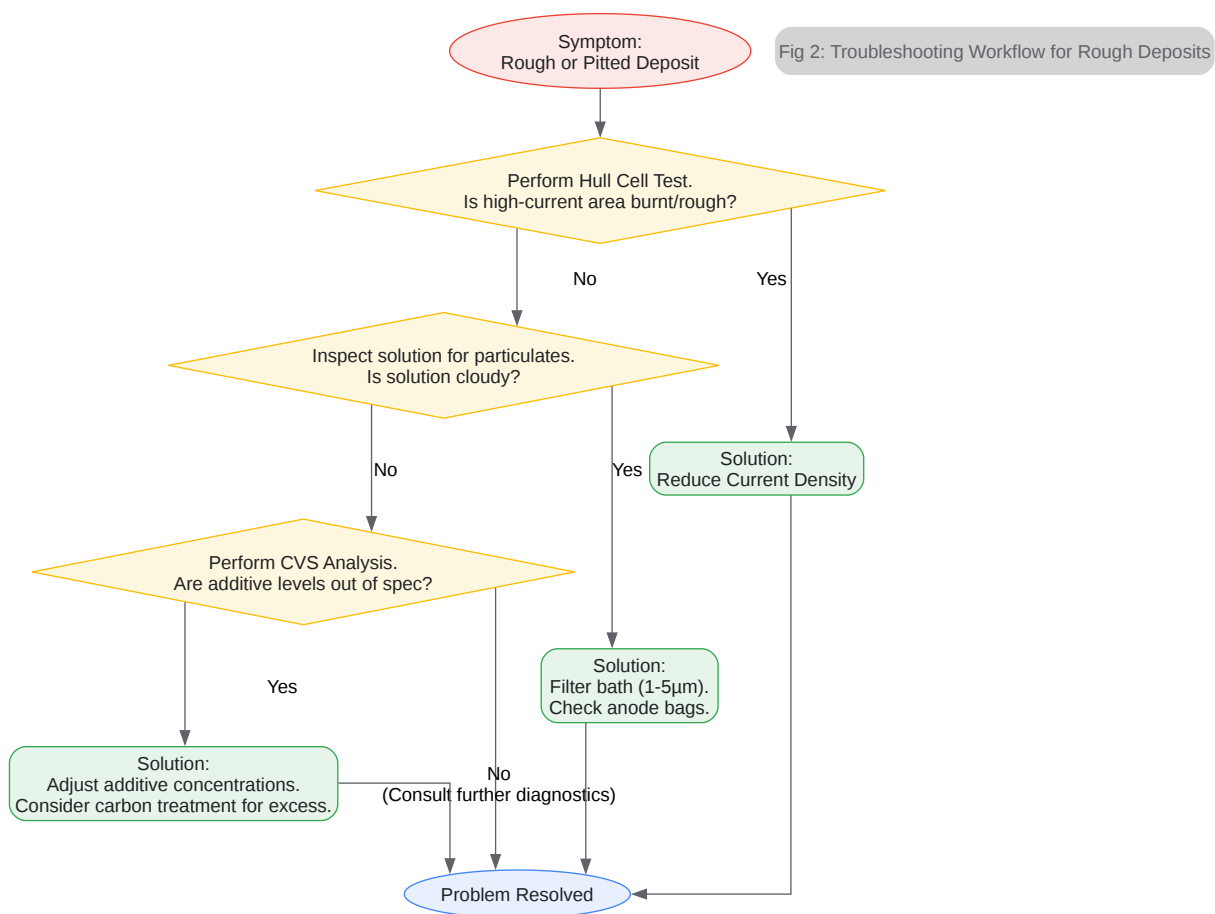 Symptom:
Rough or Pitted Deposit
Fig 2: Troubleshooting Workflow for Rough Deposits
Perform Hull Cell Test.
Is high-current area burnt/rough?
No
Yes
Inspect solution for particulates.
Is solution cloudy?
Solution:
Reduce Current Density
No
Yes
Perform CVS Analysis.
Are additive levels out of spec?
Solution:
Filter bath (1-5µm).
Check anode bags.
Yes
Solution:
Adjust additive concentrations.
Consider carbon treatment for excess.
No
(Consult further diagnostics)
Problem Resolved